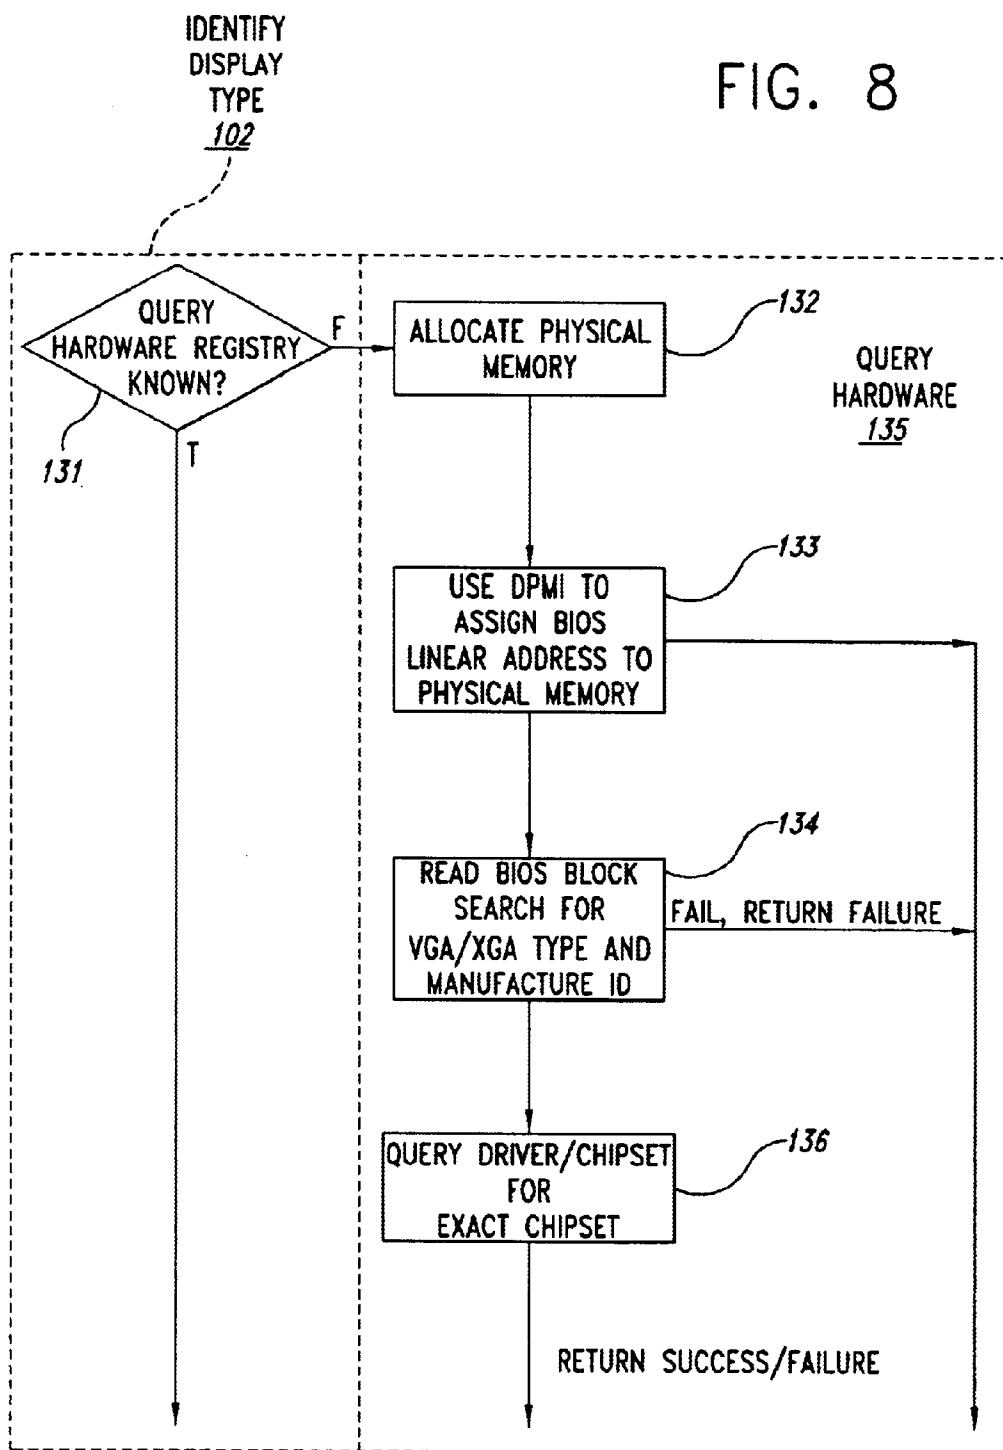 IDENTIFY
DISPLAY
TYPE
102
FIG. 8
QUERY
HARDWARE REGISTRY
KNOWN?
F
T
131
ALLOCATE PHYSICAL
MEMORY
132
QUERY
HARDWARE
135
USE DPMI TO
ASSIGN BIOS
LINEAR ADDRESS TO
PHYSICAL MEMORY
133
READ BIOS BLOCK
SEARCH FOR
VGA/XGA TYPE AND
MANUFACTURE ID
134
FAIL, RETURN FAILURE
QUERY DRIVER/CHIPSET
FOR
EXACT CHIPSET
136
RETURN SUCCESS/FAILURE